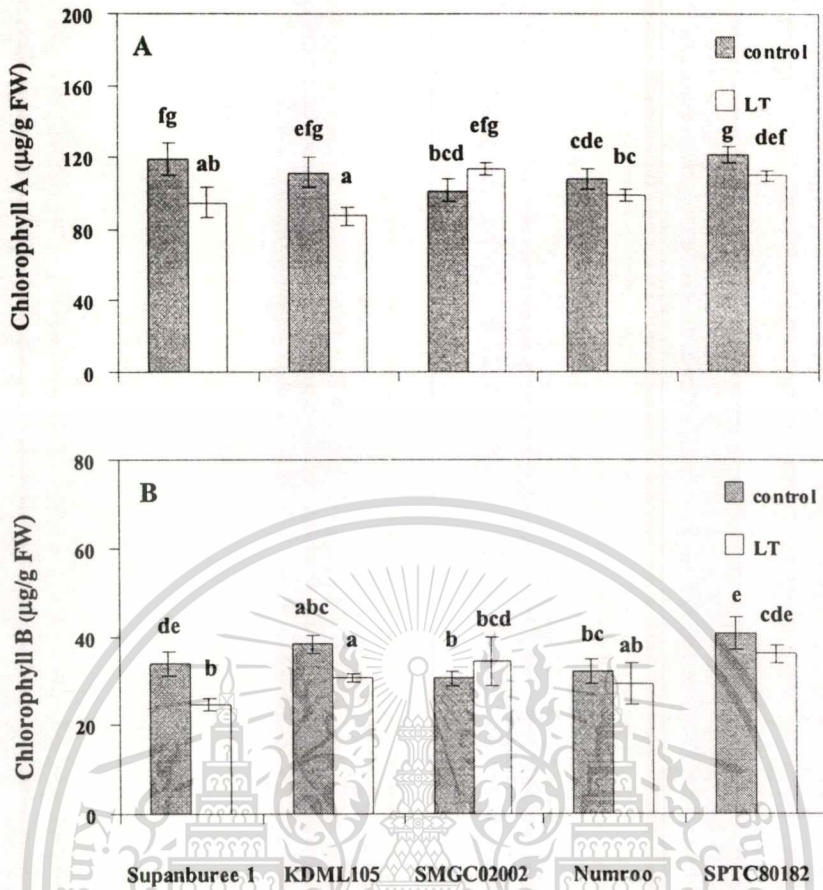 200
A
control
160
LT
fg
efg
efg
cde
g
def
120
ab
a
bcd
bc
80
40
0
Chlorophyll A (µg/g FW)
80
B
control
60
LT
de
abc
bcd
e
cde
40
b
a
b
bc
ab
20
0
Chlorophyll B (µg/g FW)
Supanburee 1 KDML105 SMGC02002 Numroo SPTC80182